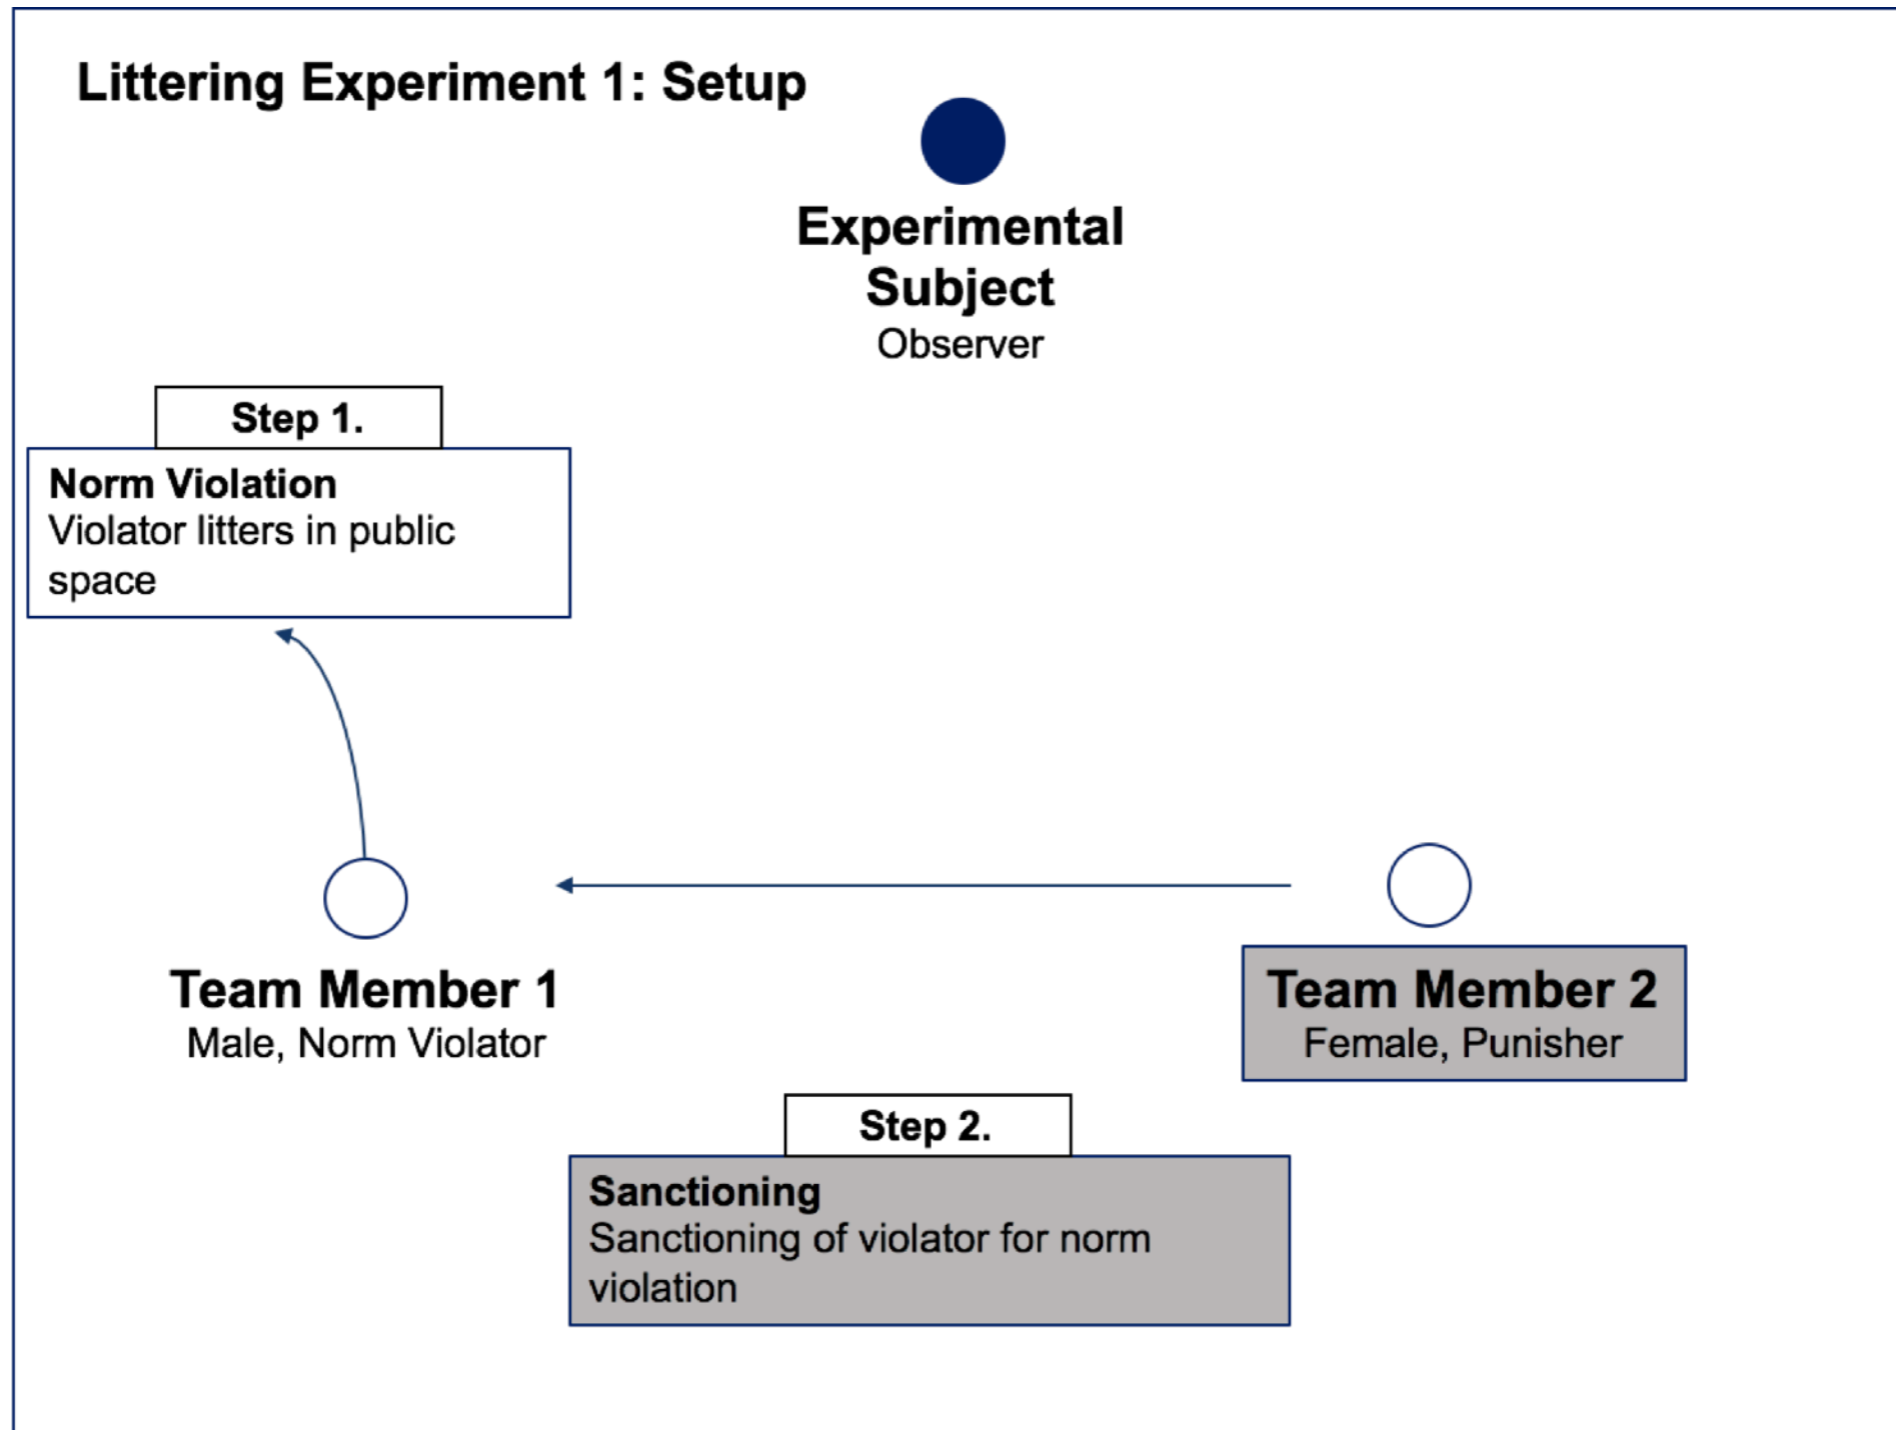 Littering Experiment 1: Setup
Experimental
Subject
Observer
Step 1.
Norm Violation
Violator litters in public
space
Team Member 1
Male, Norm Violator
Team Member 2
Female, Punisher
Step 2.
Sanctioning
Sanctioning of violator for norm
violation